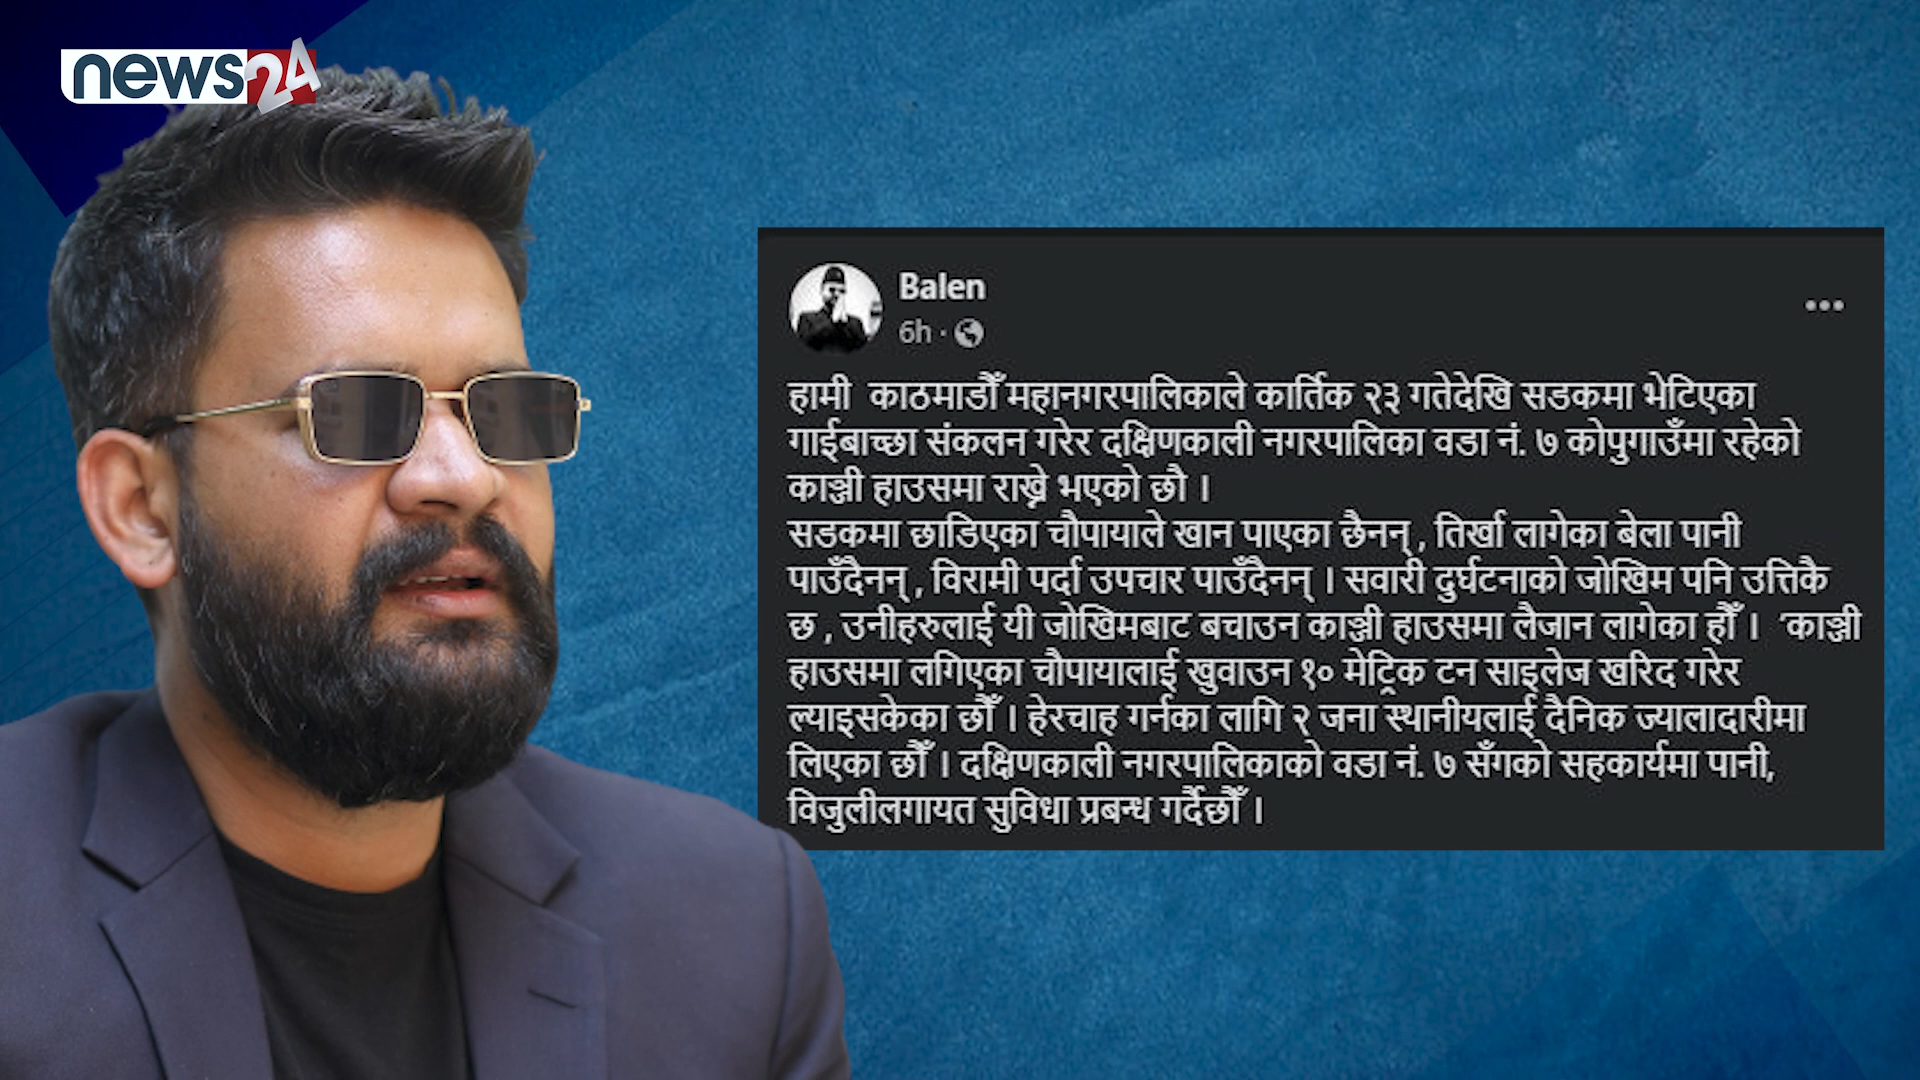 news24
Balen
6h ·
हामी काठमाडौँ महानगरपालिकाले कार्तिक २३ गतेदेखि सडकमा भेटिएका
गाईबाच्छा संकलन गरेर दक्षिणकाली नगरपालिका वडा नं. ७ कोपुगाउँमा रहेको
काञ्जी हाउसमा राख्ने भएको छौ ।
सडकमा छाडिएका चौपायाले खान पाएका छैनन् , तिर्खा लागेका बेला पानी
पाउँदैनन् , विरामी पर्दा उपचार पाउँदैनन् । सवारी दुर्घटनाको जोखिम पनि उत्तिकै
छ , उनीहरुलाई यी जोखिमबाट बचाउन काञ्जी हाउसमा लैजान लागेका हौँ । ‘काञ्जी
हाउसमा लगिएका चौपायालाई खुवाउन १० मेट्रिक टन साइलेज खरिद गरेर
ल्याइसकेका छौँ । हेरचाह गर्नका लागि २ जना स्थानीयलाई दैनिक ज्यालादारीमा
लिएका छौँ । दक्षिणकाली नगरपालिकाको वडा नं. ७ सँगको सहकार्यमा पानी,
विजुलीलगायत सुविधा प्रबन्ध गर्दैछौँ ।